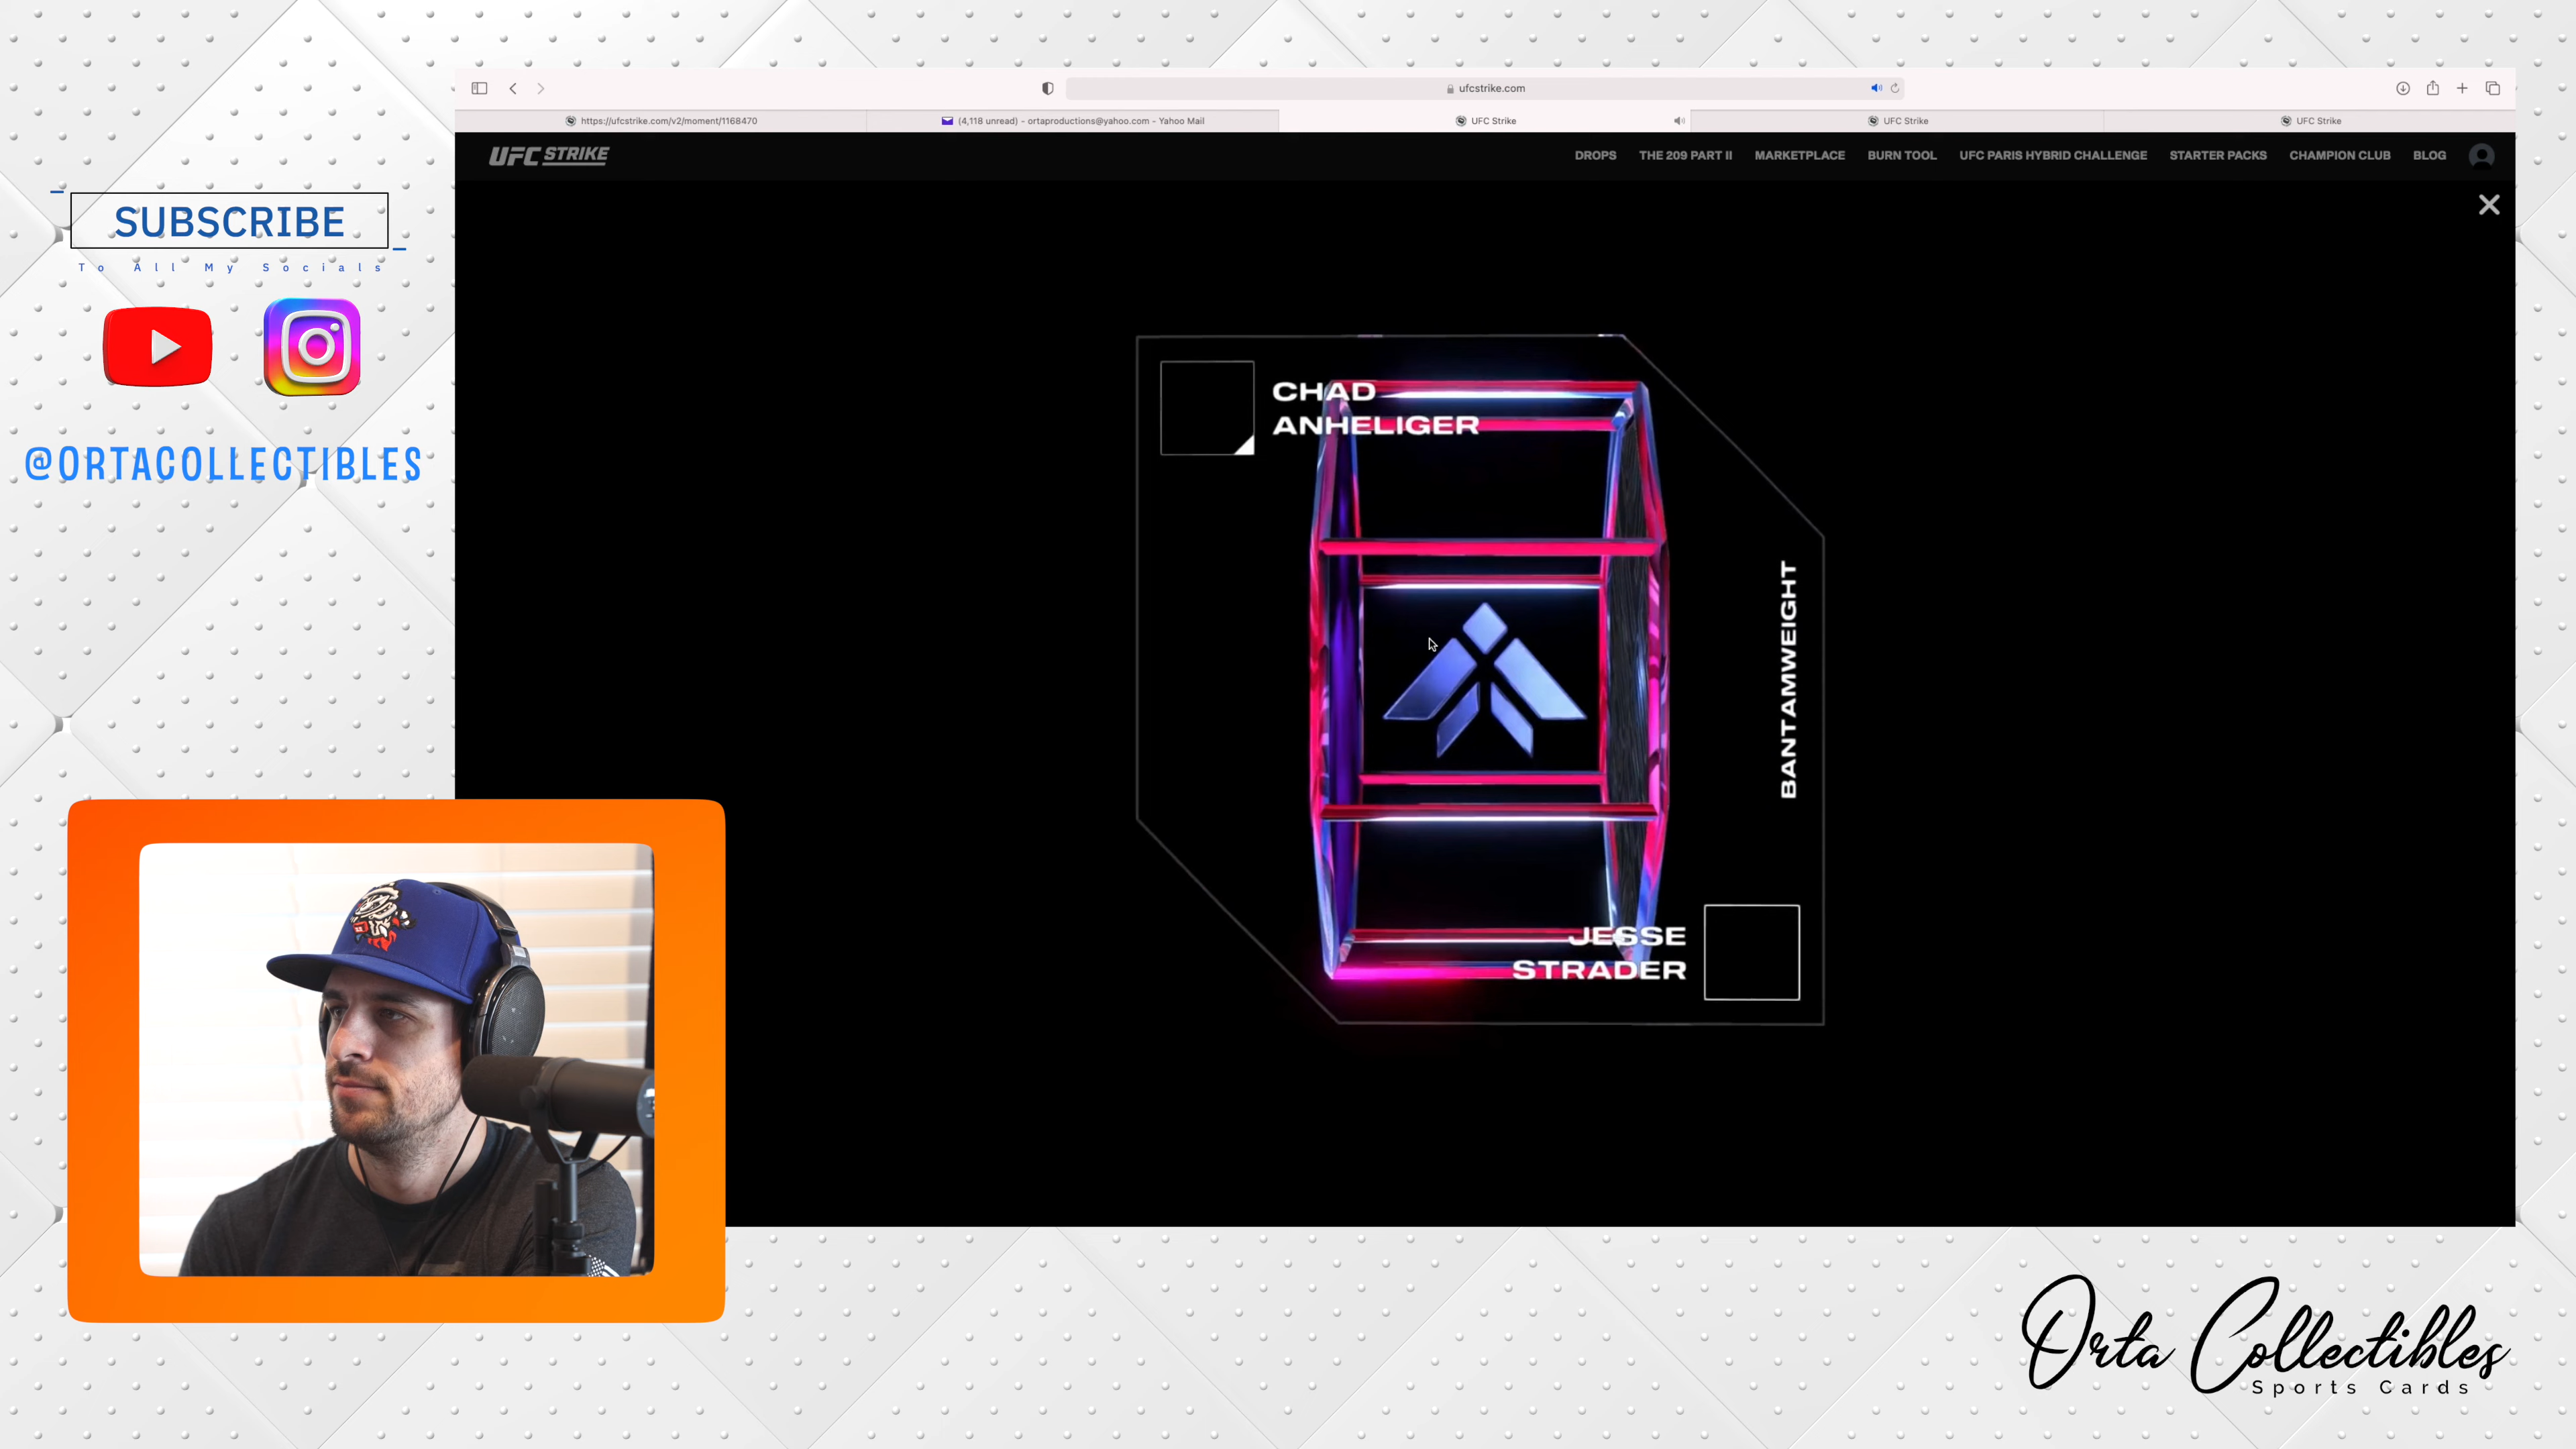 ufcstrike.com
https://ufcstrike.com/v2/moment/1168470
(4,118 unread) - ortaproductions@yahoo.com - Yahoo Mail
UFC Strike
UFC Strike
UFC Strike
UFC STRIKE
DROPS
THE 209 PART II
MARKETPLACE
BURN TOOL
UFC PARIS HYBRID CHALLENGE
STARTER PACKS
CHAMPION CLUB
BLOG
SUBSCRIBE
To All My Socials
@ORTACOLLECTIBLES
CHAD
ANHELIGER
BANTAMWEIGHT
JESSE
STRADER
Orta Collectibles
Sports Cards